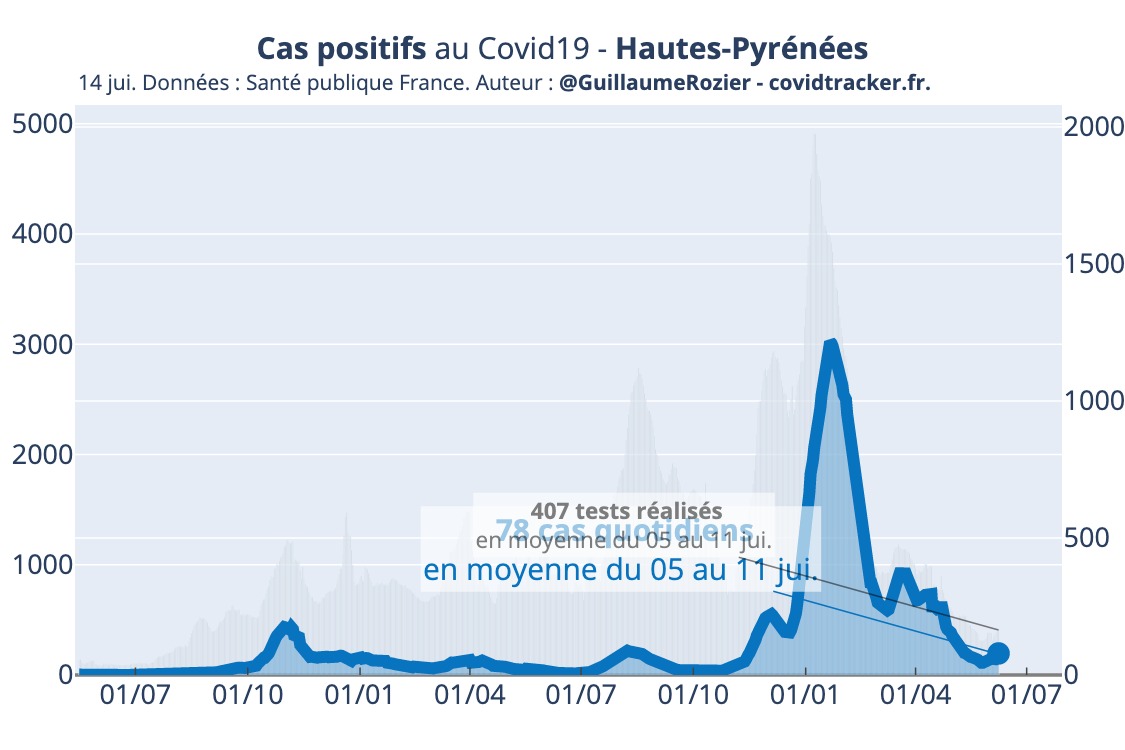 Cas positifs au Covid19 - Hautes-Pyrénées
14 jui. Données : Santé publique France. Auteur : @GuillaumeRozier - covidtracker.fr.
5000
4000
3000
2000
1000
0
2000
1500
1000
500
0
407 tests réalisés
en moyenne du 05 au 11 jui.
78 cas quotidiens
en moyenne du 05 au 11 jui.
01/07 01/10 01/01 01/04 01/07 01/10 01/01 01/04 01/07